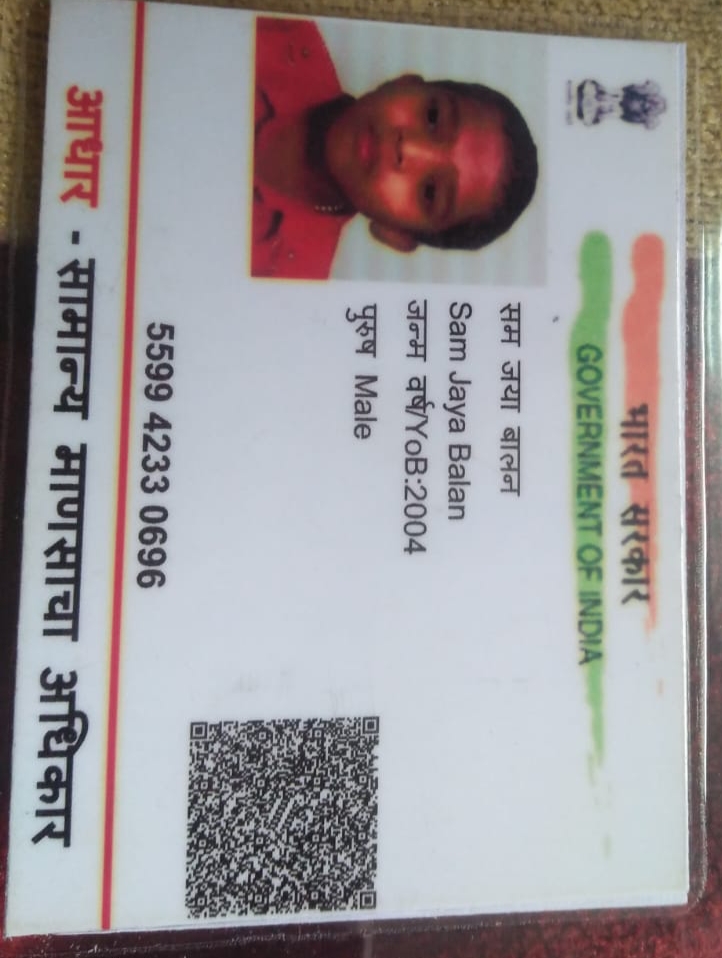 भारत सरकार
GOVERNMENT OF INDIA
सम जया बालन
Sam Jaya Balan
जन्म वर्ष/YoB:2004
पुरुष Male
5599 4233 0696
आधार - सामान्य माणसाचा अधिकार